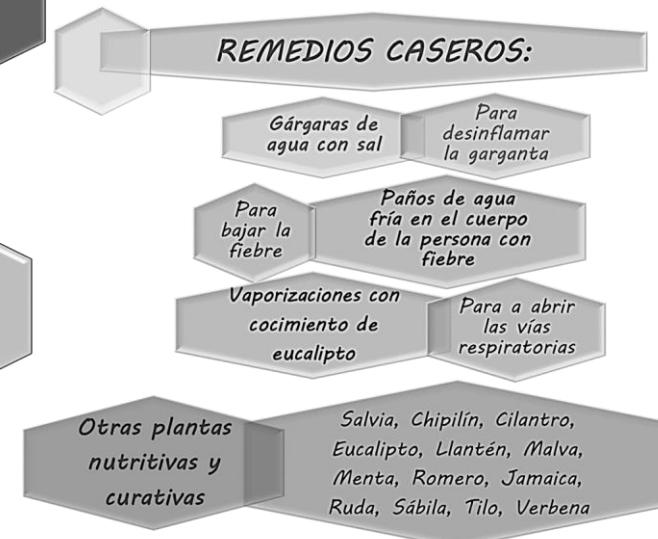 REMEDIOS CASEROS:
Gárgaras de
agua con sal
Para
desinflamar
la garganta
Para
bajar la
fiebre
Paños de agua
fría en el cuerpo
de la persona con
fiebre
Vaporizaciones con
cocimiento de
eucalipto
Para a abrir
las vías
respiratorias
Otras plantas
nutritivas y
curativas
Salvia, Chipilín, Cilantro,
Eucalipto, Llantén, Malva,
Menta, Romero, Jamaica,
Ruda, Sábila, Tilo, Verbena